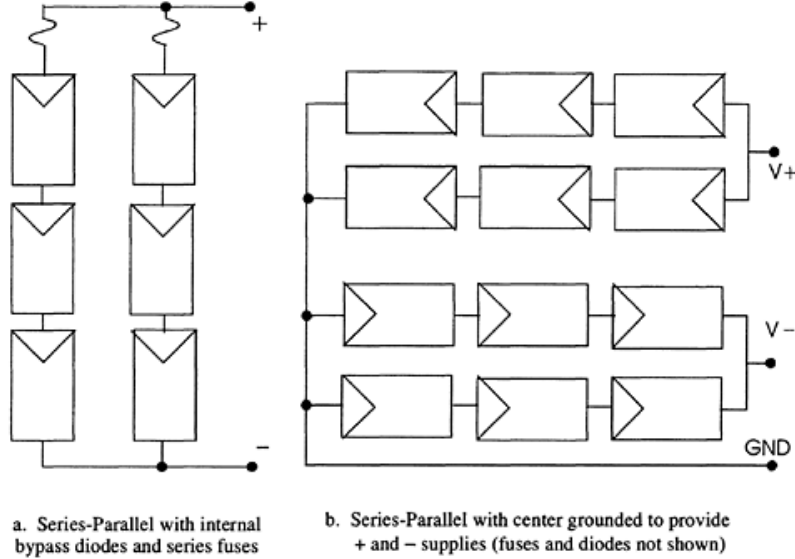 +
−
V+
V−
GND
a. Series-Parallel with internal
bypass diodes and series fuses
b. Series-Parallel with center grounded to provide
+ and − supplies (fuses and diodes not shown)